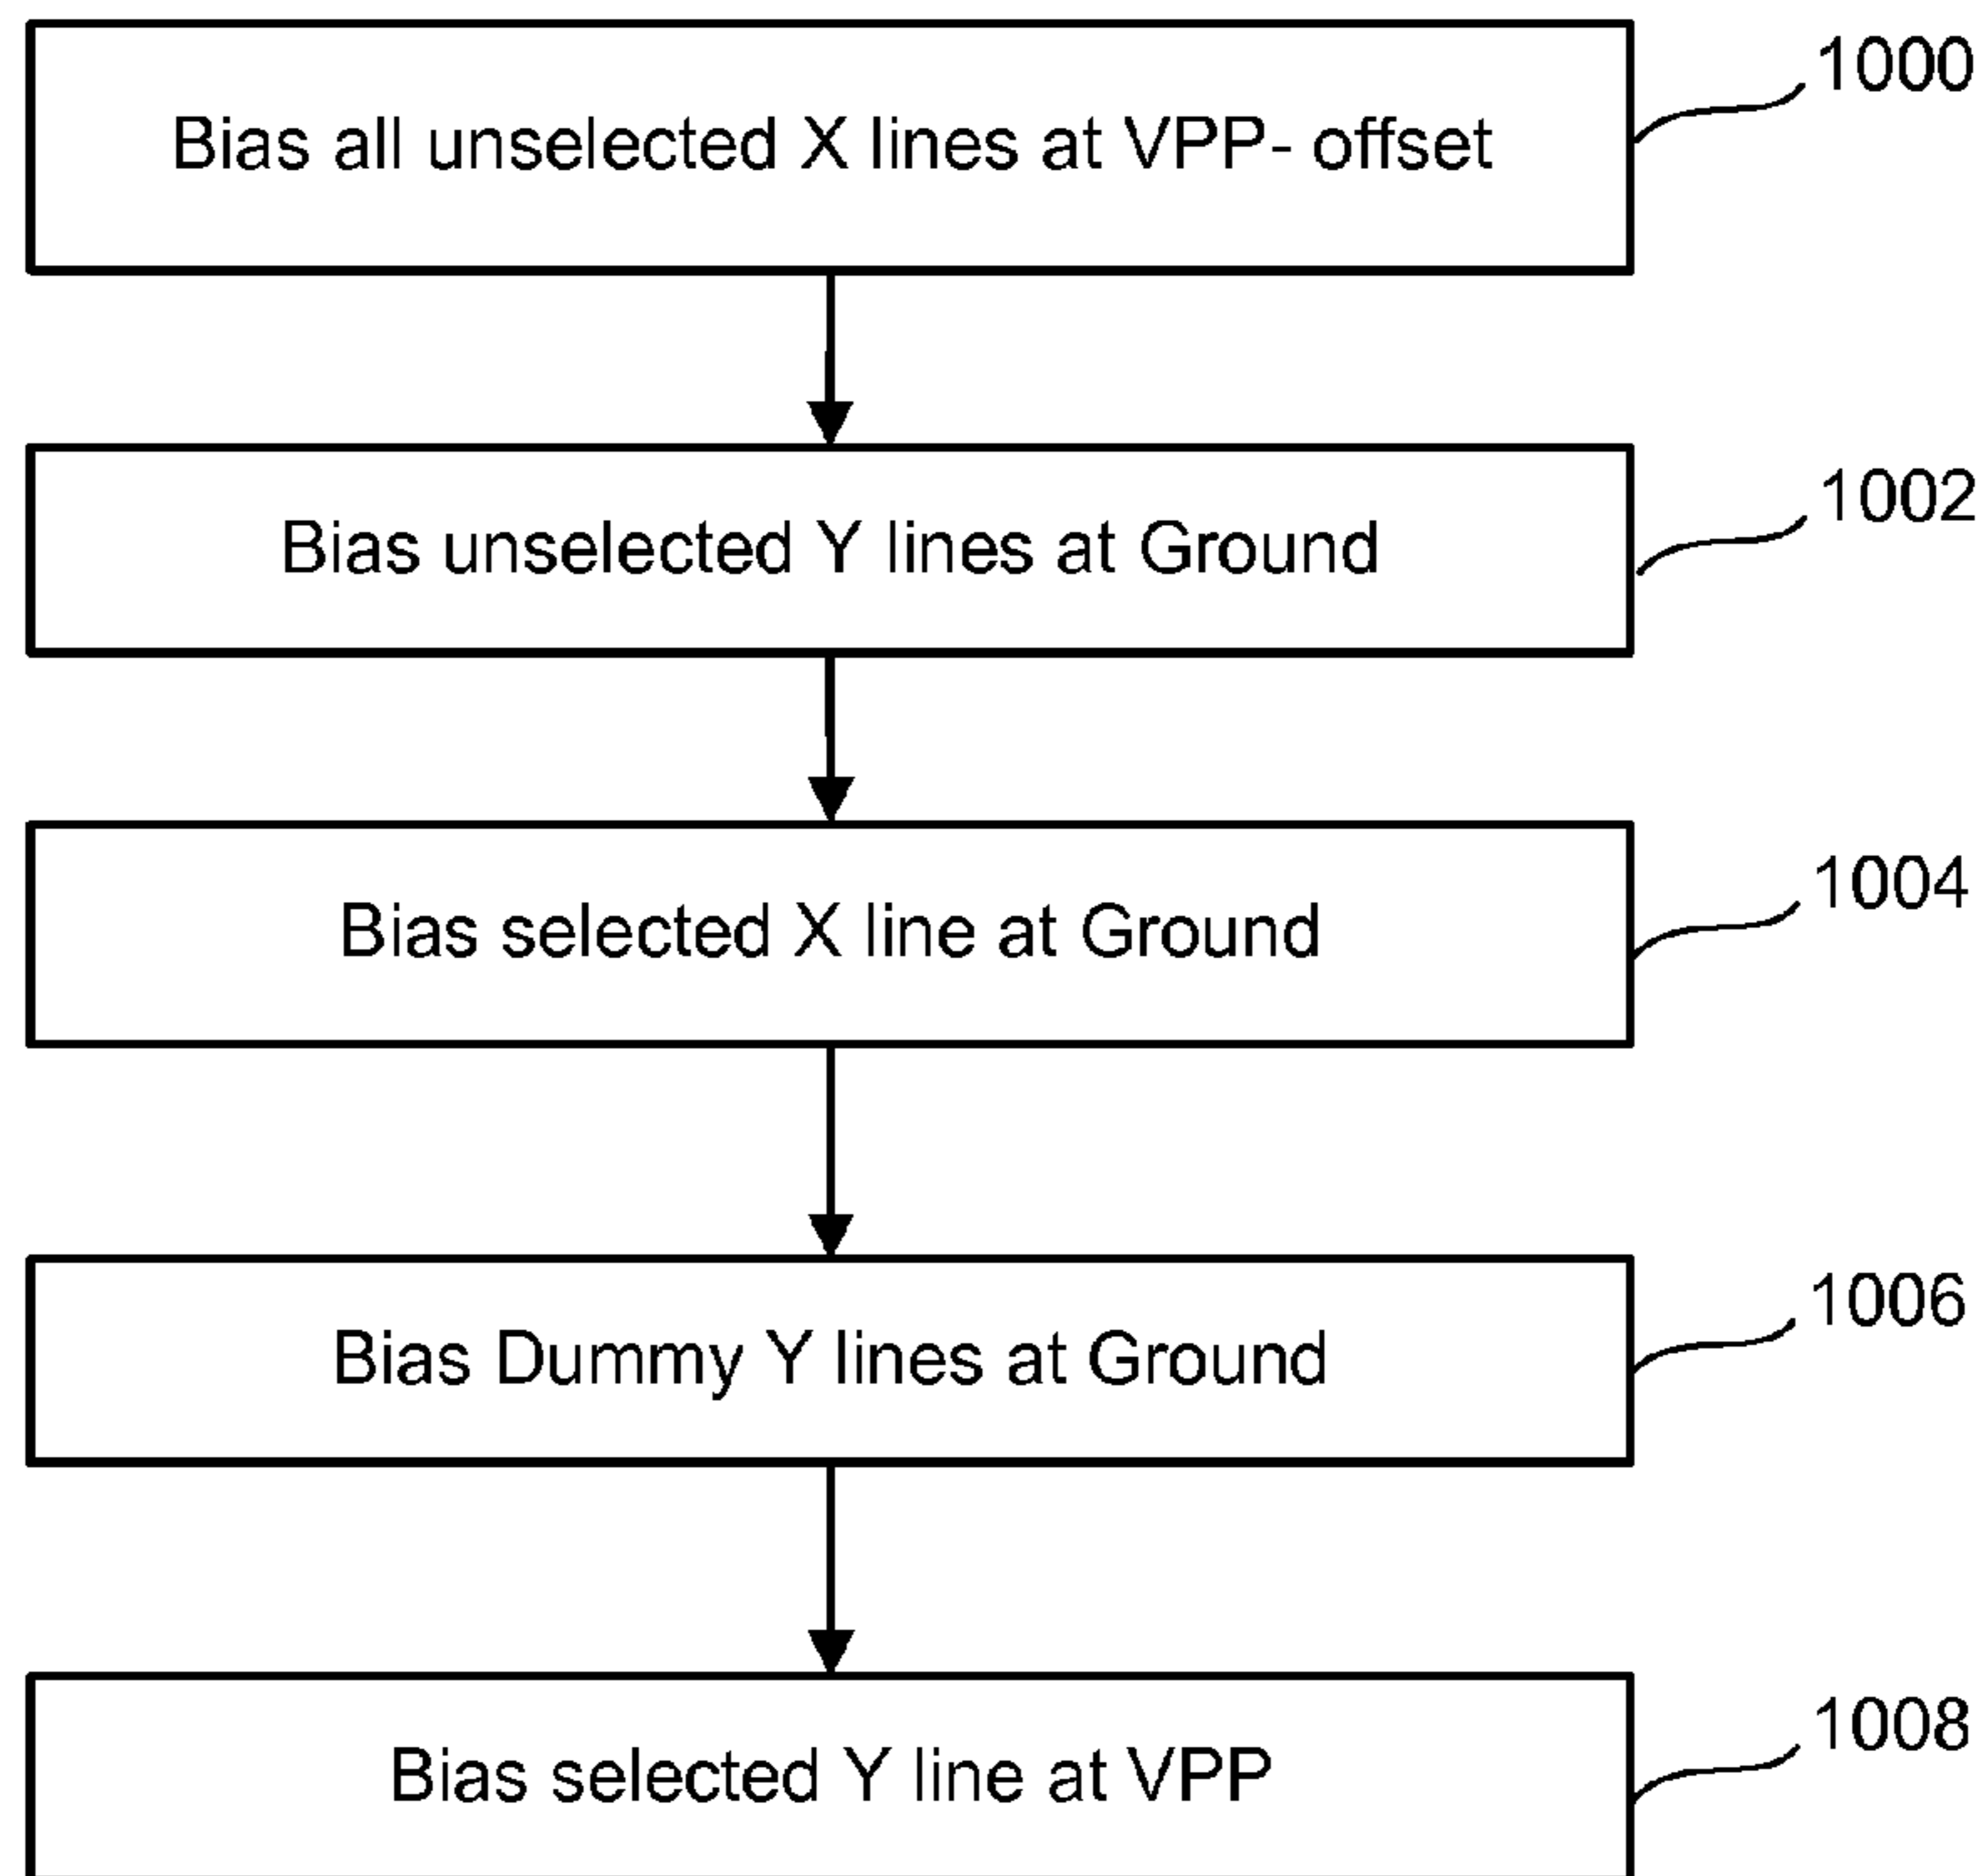 Bias all unselected X lines at VPP- offset
1000
Bias unselected Y lines at Ground
1002
Bias selected X line at Ground
1004
Bias Dummy Y lines at Ground
1006
Bias selected Y line at VPP
1008